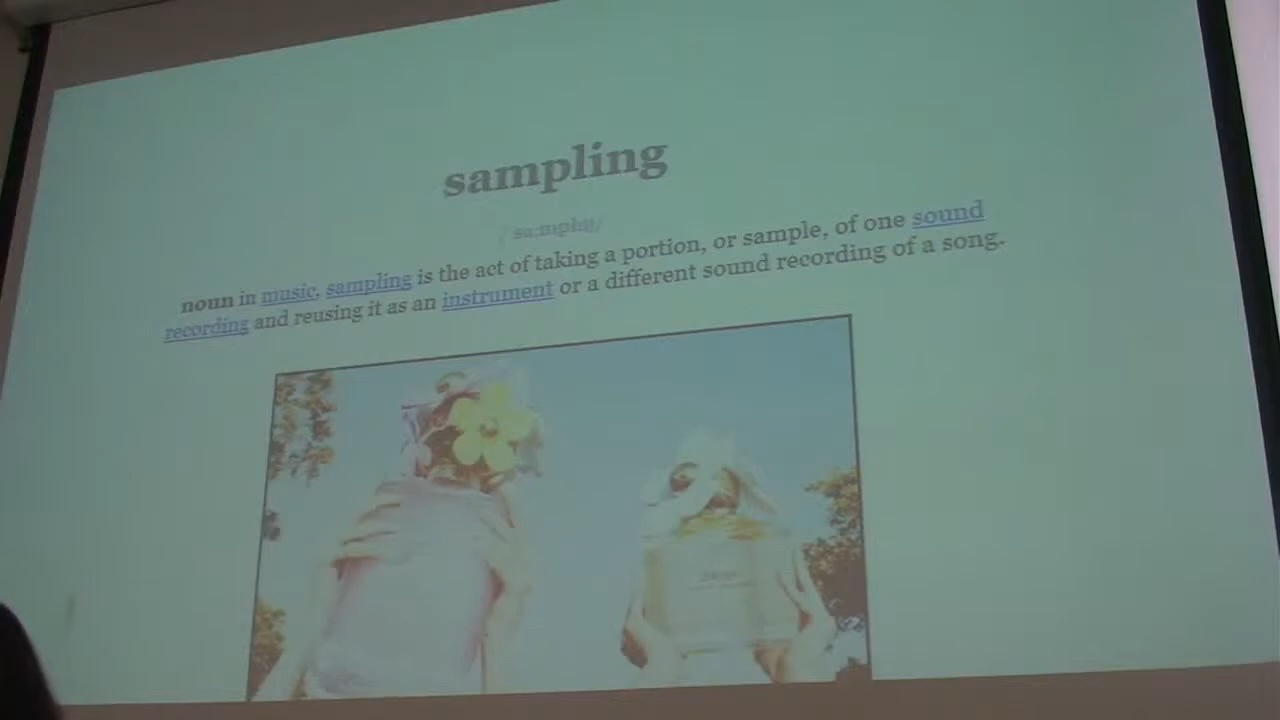 sampling
noun in music, sampling is the act of taking a portion, or sample, of one sound
recording and reusing it as an instrument or a different sound recording of a song.